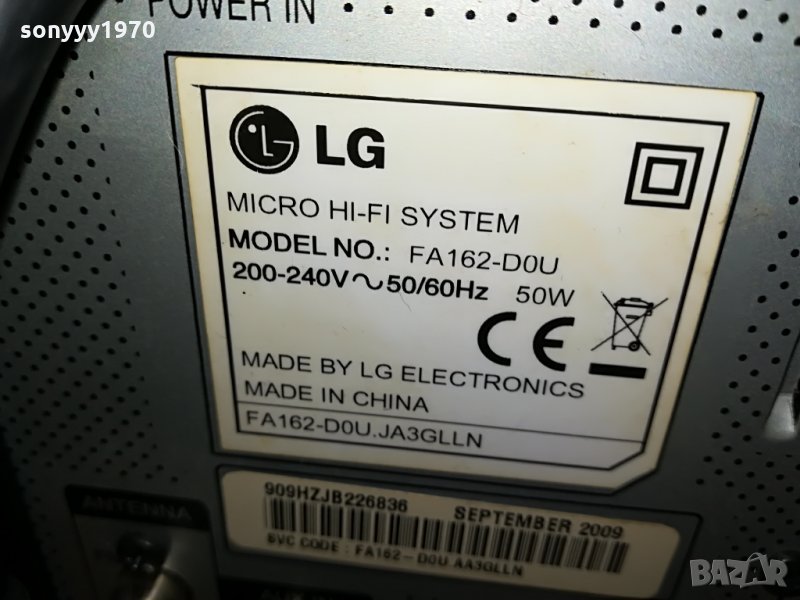 sonyyy1970
POWER IN
LG
MICRO HI-FI SYSTEM
MODEL NO.: FA162-D0U
200-240V～50/60Hz 50W
CE
MADE BY LG ELECTRONICS
MADE IN CHINA
FA162-D0U.JA3GLLN
909HZJB226836 SEPTEMBER 2009
SVC CODE : FA162-D0U AA3GLLN
ANTENNA
BAZAR